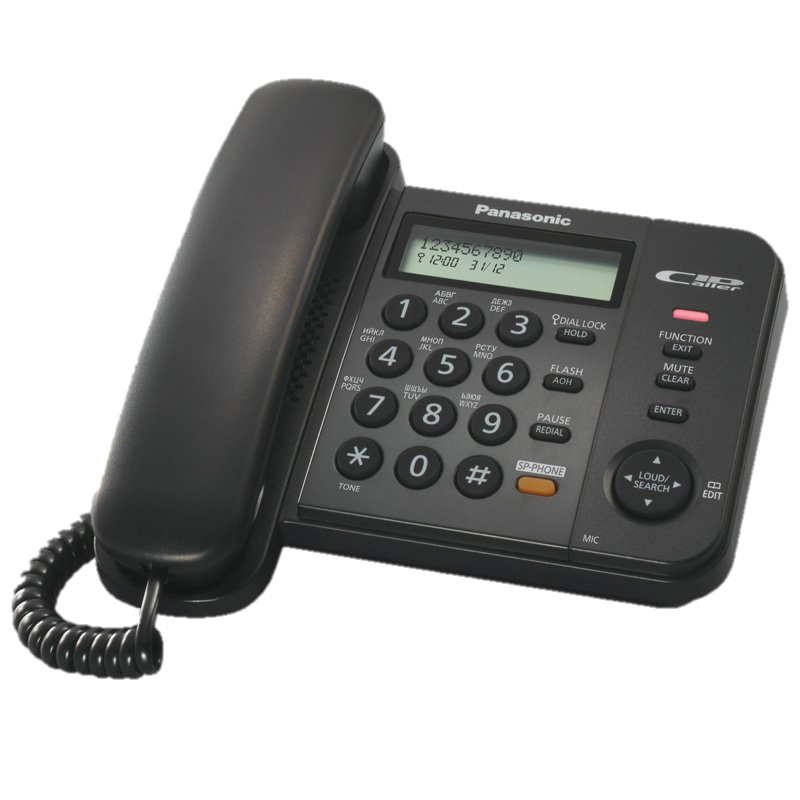 Panasonic
1234567890
12:00 31/12
CID
Caller
АБВГ
ABC
ДЕЖЗ
DEF
1 2 3
DIAL LOCK
HOLD
FUNCTION
EXIT
ИЙКЛ
GHI
МНОП
JKL
РСТУ
MNO
4 5 6
FLASH
AOH
MUTE
CLEAR
ФХЦЧ
PQRS
ШЩЪЫ
TUV
ЬЭЮЯ
WXYZ
7 8 9
PAUSE
REDIAL
ENTER
* 0 #
TONE
SP-PHONE
LOUD/
SEARCH
EDIT
MIC